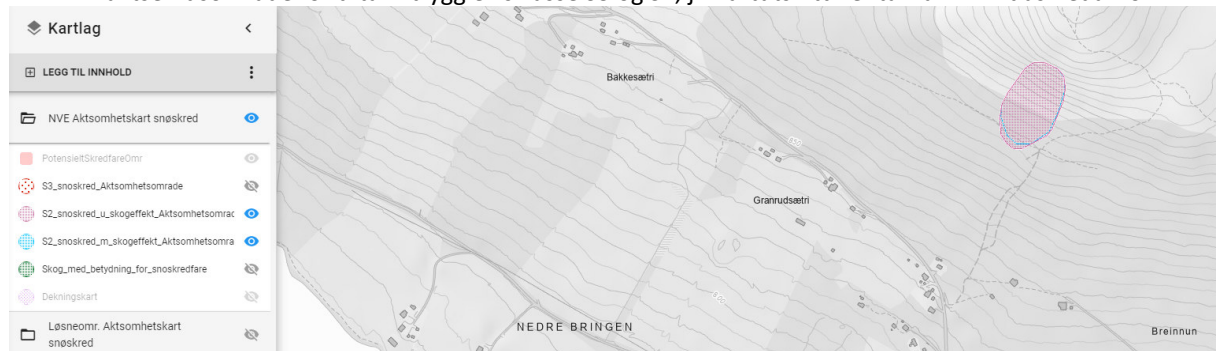 Kartlag
LEGG TIL INNHOLD
NVE Aktsomhetskart snøskred
PotensieltSkredfareOmr
S3_snoskred_Aktsomhetsomrade
S2_snoskred_u_skogeffekt_Aktsomhetsomrac
S2_snoskred_m_skogeffekt_Aktsomhetsomra
Skog_med_betydning_for_snoskredfare
Dekningskart
Løsneomr. Aktsomhetskart
snøskred
Bakkesætri
850
Granrudsætri
NEDRE BRINGEN
Breinnun